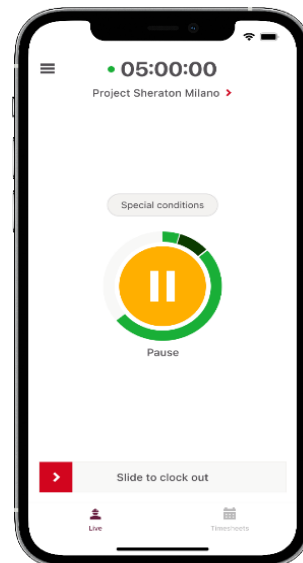 05:00:00
Project Sheraton Milano >
Special conditions
Pause
Slide to clock out
Live
Timesheets